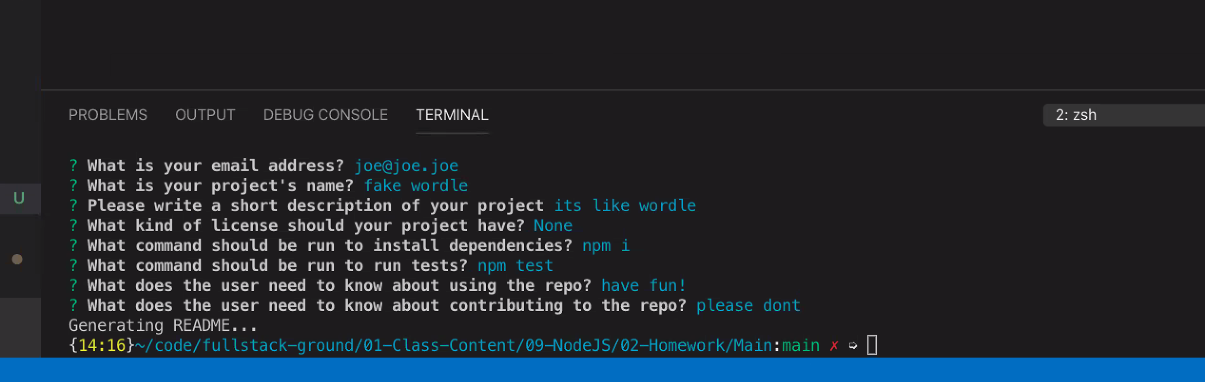 PROBLEMS OUTPUT DEBUG CONSOLE TERMINAL 2: zsh
? What is your email address? joe@joe.joe
? What is your project's name? fake wordle
U ? Please write a short description of your project its like wordle
? What kind of license should your project have? None
? What command should be run to install dependencies? npm i
? What command should be run to run tests? npm test
? What does the user need to know about using the repo? have fun!
? What does the user need to know about contributing to the repo? please dont
Generating README...
{14:16}~/code/fullstack-ground/01-Class-Content/09-NodeJS/02-Homework/Main:main ✗ ➭